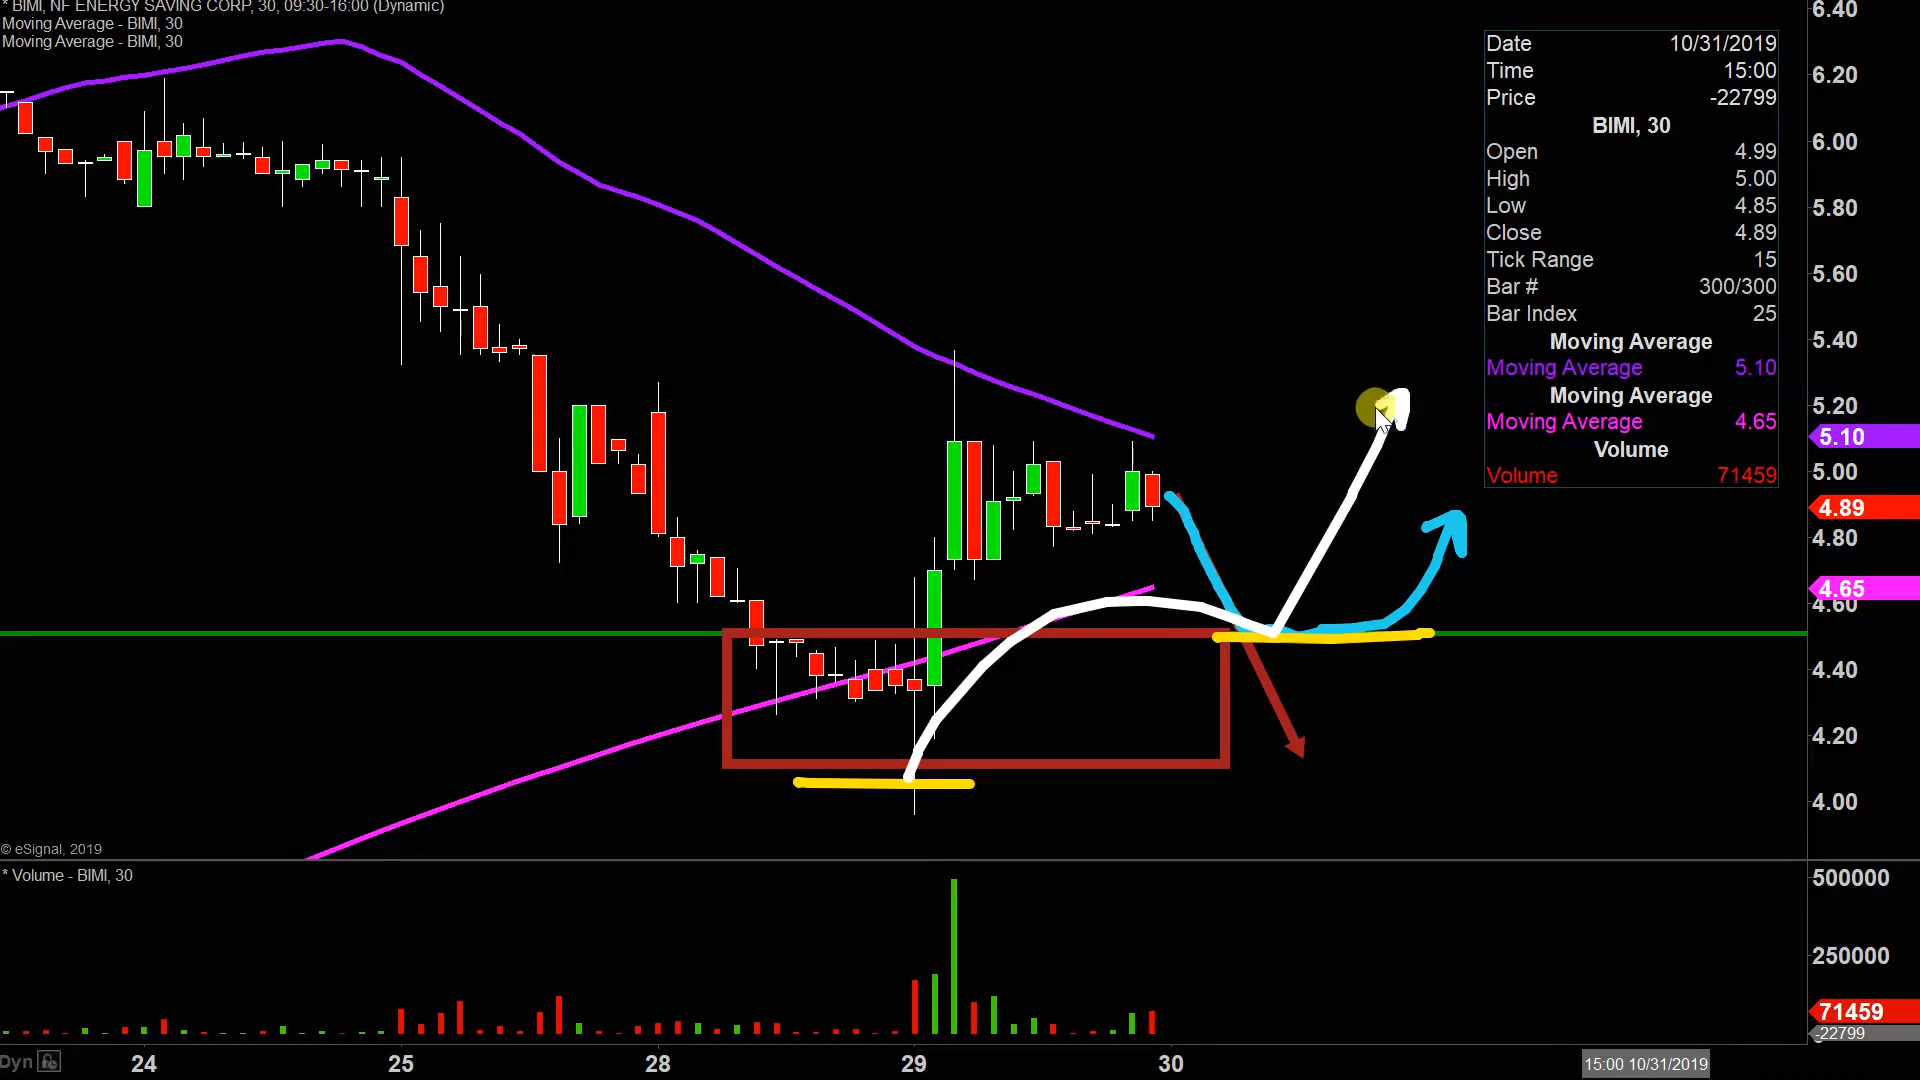 * BIMI, NF ENERGY SAVING CORP, 30, 09:30-16:00 (Dynamic)
Moving Average - BIMI, 30
Moving Average - BIMI, 30
Date 10/31/2019
Time 15:00
Price -22799
BIMI, 30
Open 4.99
High 5.00
Low 4.85
Close 4.89
Tick Range 15
Bar # 300/300
Bar Index 25
Moving Average
Moving Average 5.10
Moving Average
Moving Average 4.65
Volume
Volume 71459
6.40
6.20
6.00
5.80
5.60
5.40
5.20
5.10
5.00
4.89
4.80
4.65
4.60
4.40
4.20
4.00
© eSignal, 2019
* Volume - BIMI, 30
500000
250000
71459
-22799
Dyn
24 25 28 29 30
15:00 10/31/2019